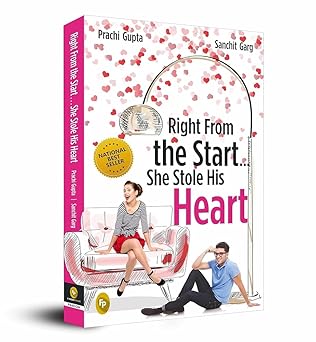 Prachi Gupta
Sanchit Garg
Right From
the Start...
She Stole His
Heart
NATIONAL
BEST
SELLER
FP
Right From the Start... She Stole His Heart
Prachi Gupta | Sanchit Garg